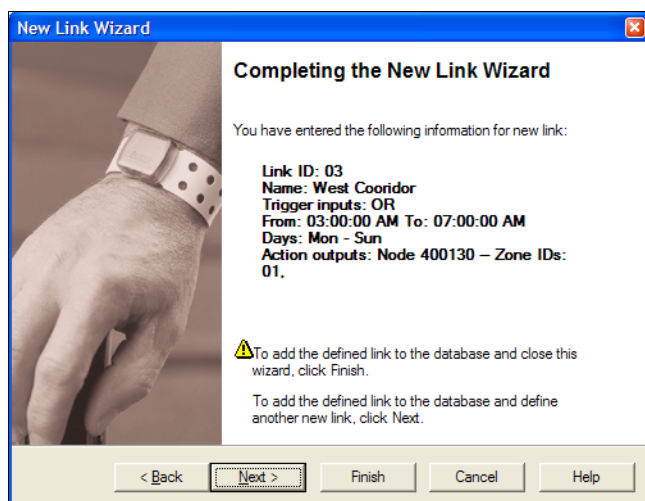 New Link Wizard
Completing the New Link Wizard
You have entered the following information for new link:
Link ID: 03
Name: West Cooridor
Trigger inputs: OR
From: 03:00:00 AM To: 07:00:00 AM
Days: Mon - Sun
Action outputs: Node 400130 – Zone IDs:
01.
To add the defined link to the database and close this
wizard, click Finish.
To add the defined link to the database and define
another new link, click Next.
< Back
Next >
Finish
Cancel
Help